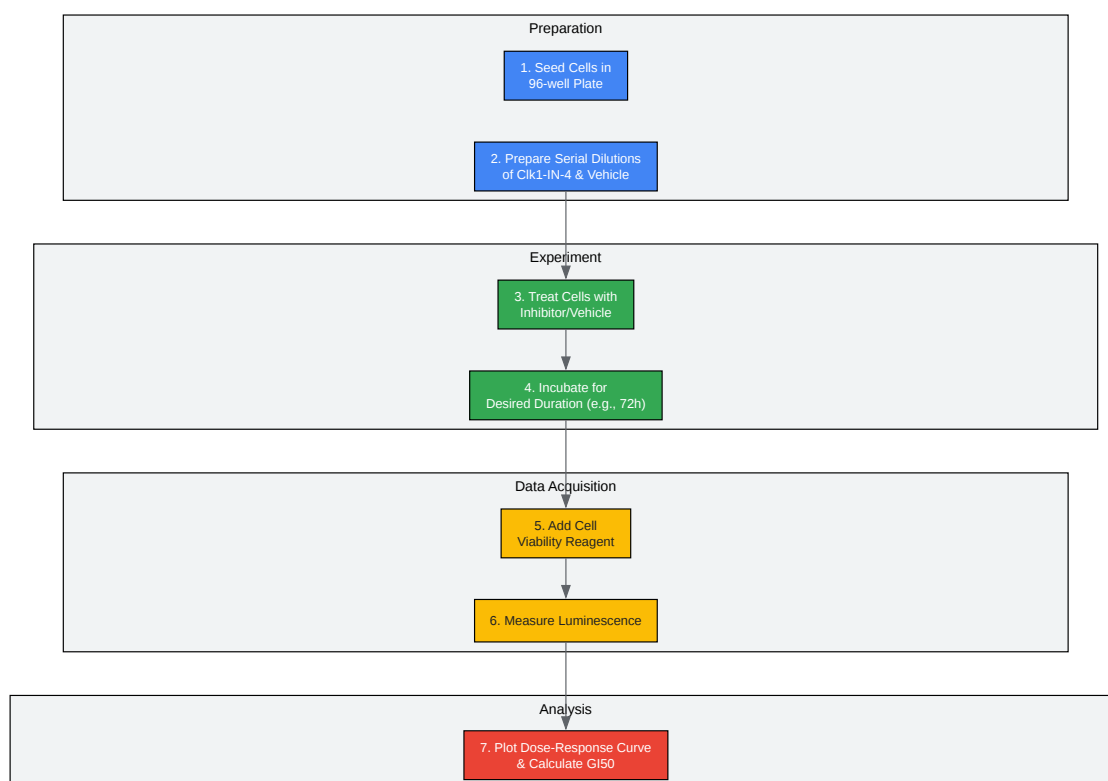 Preparation
1. Seed Cells in
96-well Plate
2. Prepare Serial Dilutions
of Clk1-IN-4 & Vehicle
Experiment
3. Treat Cells with
Inhibitor/Vehicle
4. Incubate for
Desired Duration (e.g., 72h)
Data Acquisition
5. Add Cell
Viability Reagent
6. Measure Luminescence
Analysis
7. Plot Dose-Response Curve
& Calculate GI50